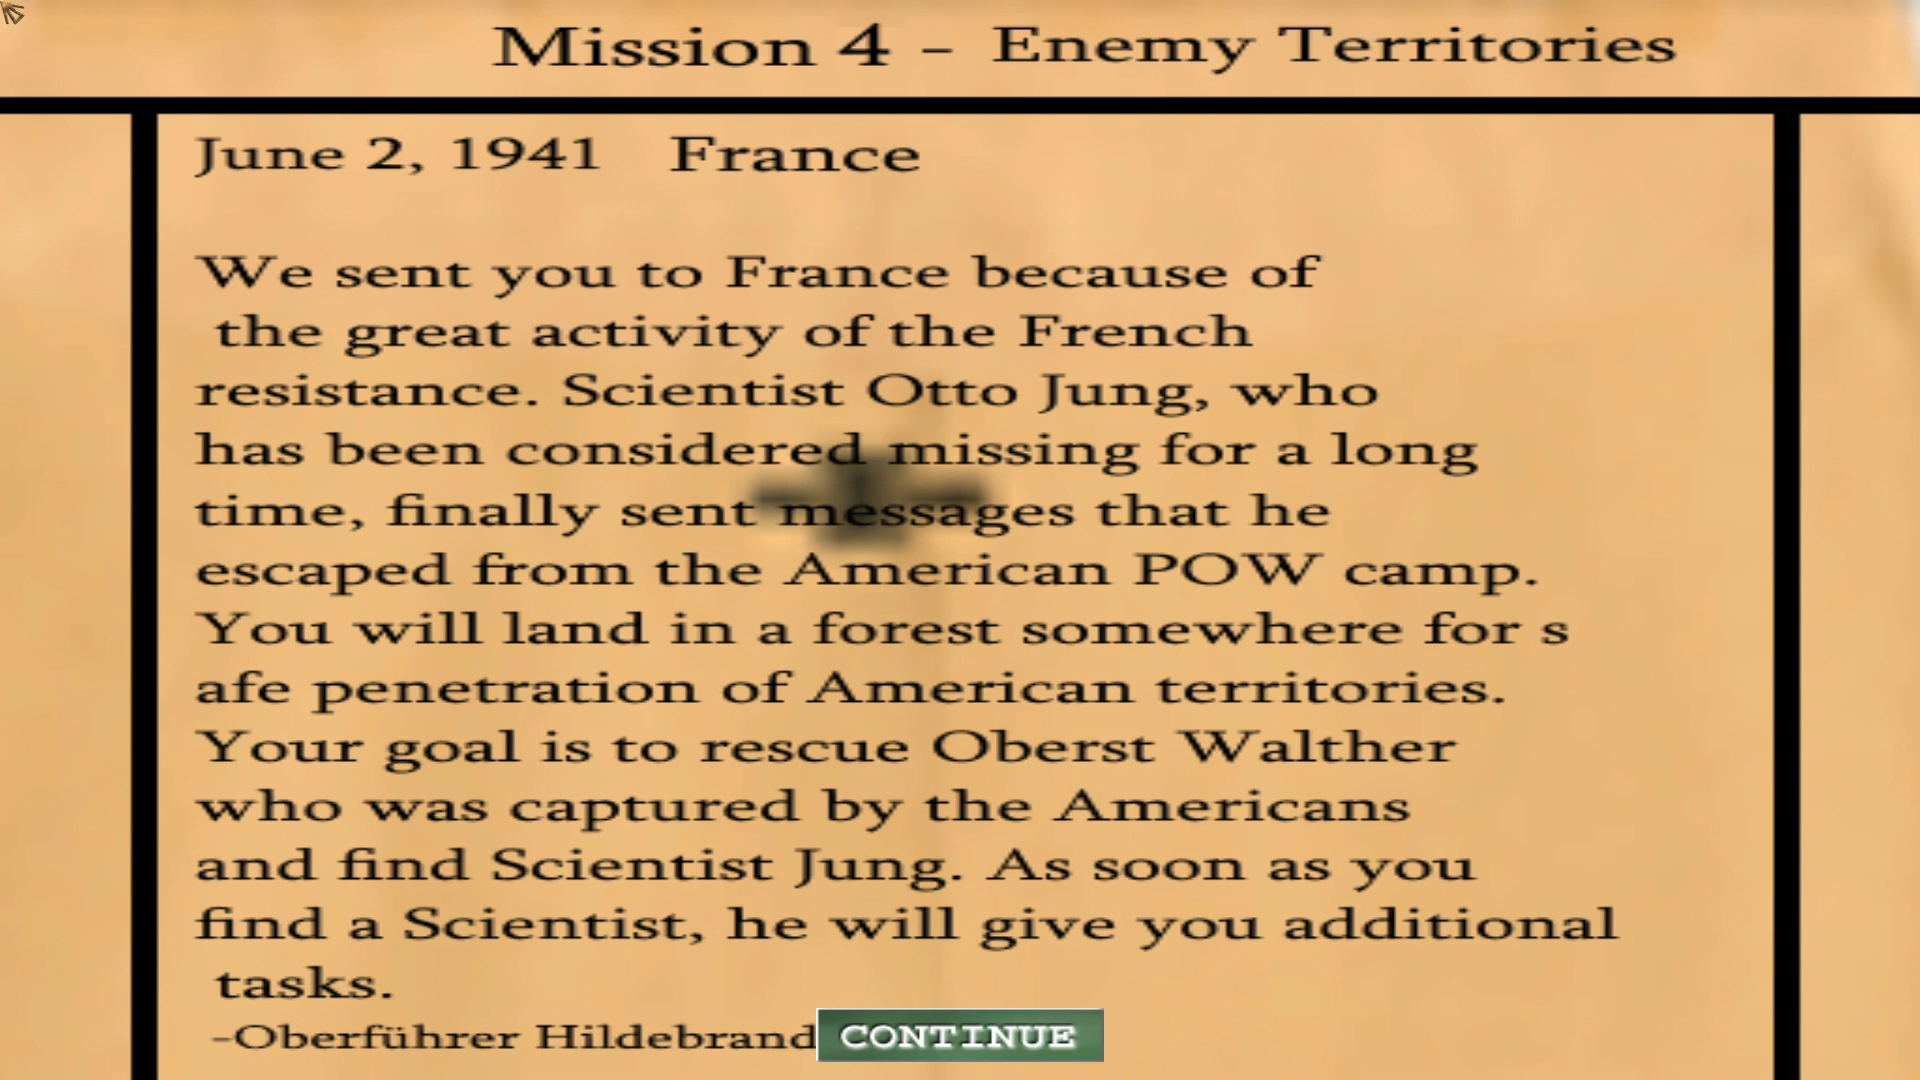 Mission 4 - Enemy Territories
June 2, 1941 France
We sent you to France because of
the great activity of the French
resistance. Scientist Otto Jung, who
has been considered missing for a long
time, finally sent messages that he
escaped from the American POW camp.
You will land in a forest somewhere for s
afe penetration of American territories.
Your goal is to rescue Oberst Walther
who was captured by the Americans
and find Scientist Jung. As soon as you
find a Scientist, he will give you additional
tasks.
-Oberführer Hildebrand
CONTINUE